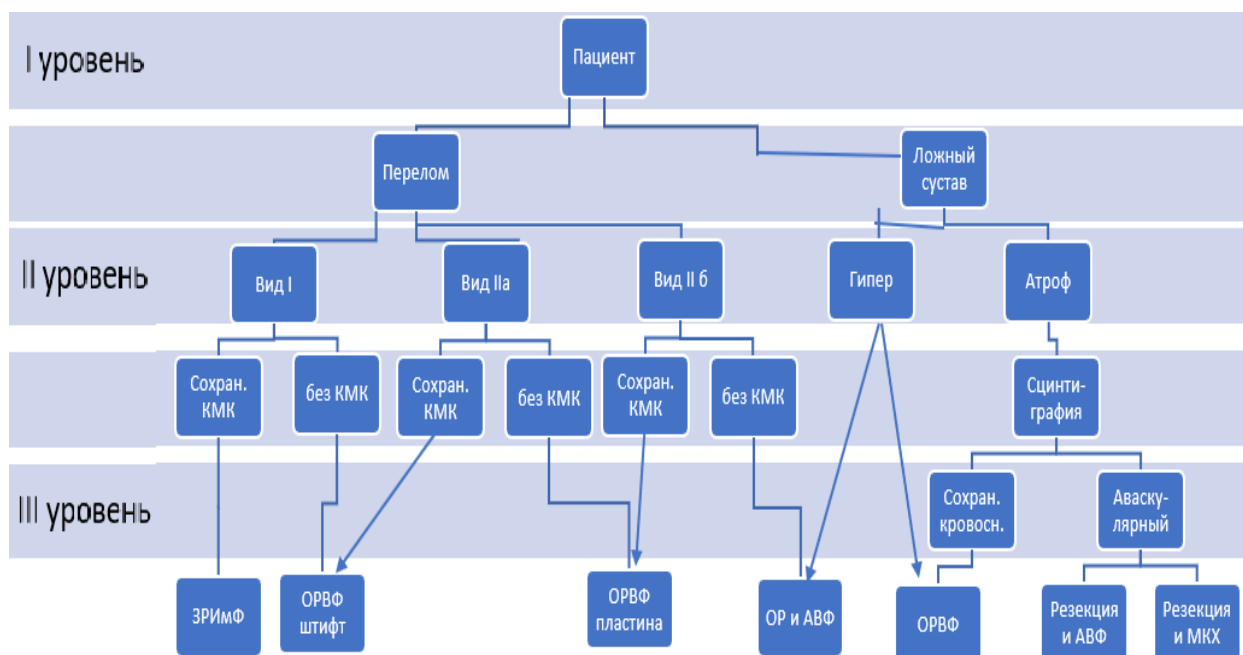 I уровень
Пациент
Перелом
Ложный
сустав
II уровень
Вид I
Вид IIа
Вид II б
Гипер
Атроф
Сохран.
КМК
без КМК
Сохран.
КМК
без КМК
Сохран.
КМК
без КМК
Сцинти-
графия
III уровень
Сохран.
кровосн.
Аваску-
лярный
ЗРИмФ
ОРВФ
штифт
ОРВФ
пластина
ОР и АВФ
ОРВФ
Резекция
и АВФ
Резекция
и МКХ